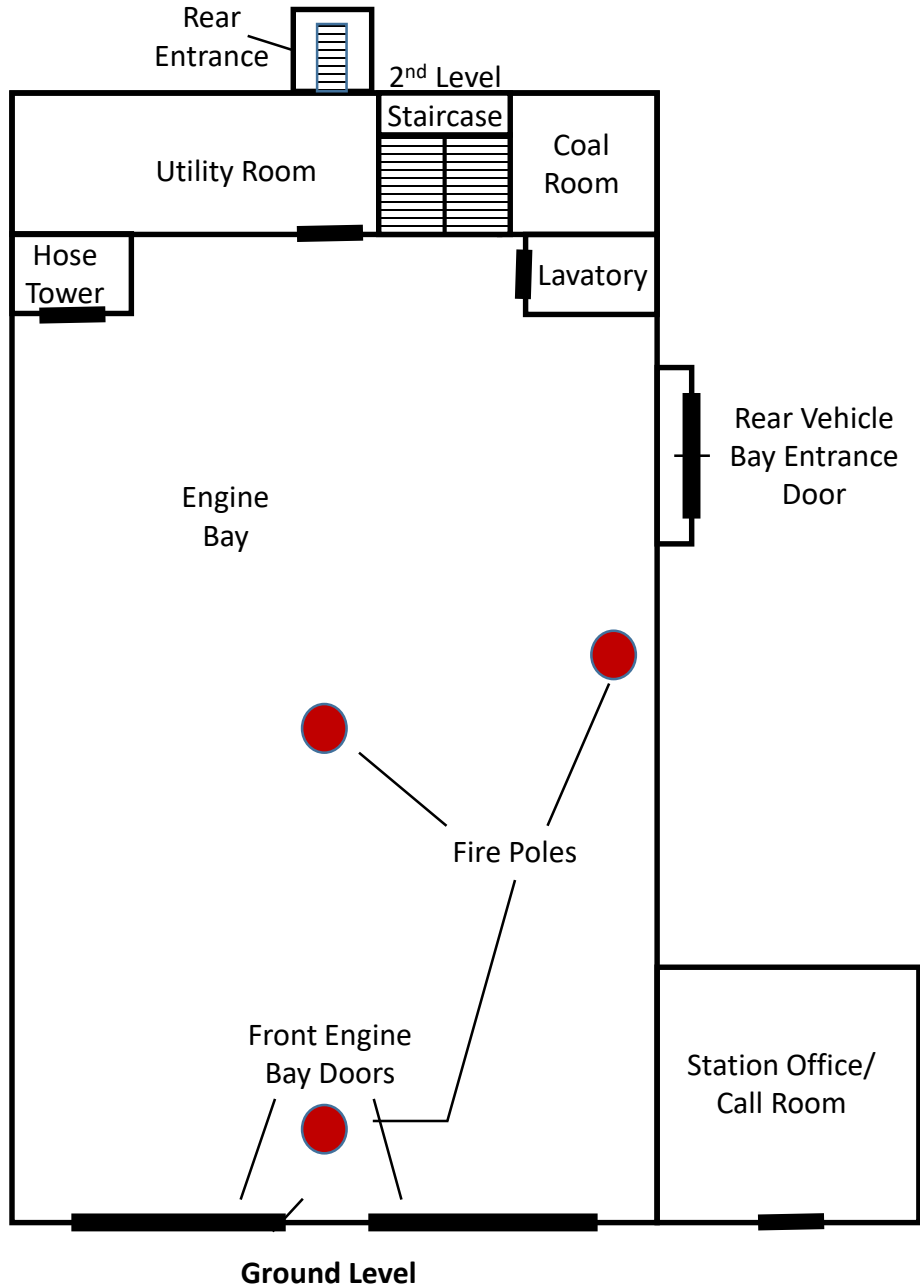 Rear
Entrance
2nd Level
Staircase
Utility Room
Coal
Room
Hose
Tower
Lavatory
Rear Vehicle
Bay Entrance
Door
Engine
Bay
Fire Poles
Front Engine
Bay Doors
Station Office/
Call Room
Ground Level